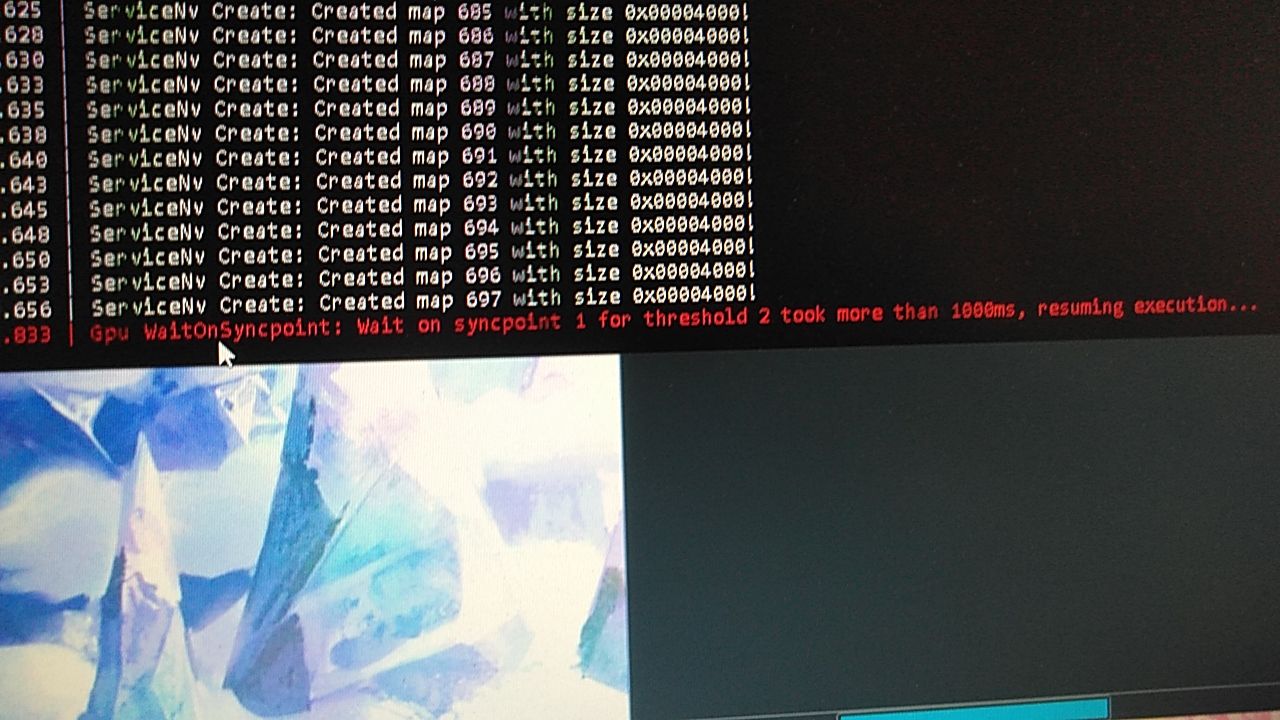 .625 | ServiceNv Create: Created map 685 with size 0x00004000!
.628 | ServiceNv Create: Created map 686 with size 0x00004000!
.630 | ServiceNv Create: Created map 687 with size 0x00004000!
.633 | ServiceNv Create: Created map 688 with size 0x00004000!
.635 | ServiceNv Create: Created map 689 with size 0x00004000!
.638 | ServiceNv Create: Created map 690 with size 0x00004000!
.640 | ServiceNv Create: Created map 691 with size 0x00004000!
.643 | ServiceNv Create: Created map 692 with size 0x00004000!
.645 | ServiceNv Create: Created map 693 with size 0x00004000!
.648 | ServiceNv Create: Created map 694 with size 0x00004000!
.650 | ServiceNv Create: Created map 695 with size 0x00004000!
.653 | ServiceNv Create: Created map 696 with size 0x00004000!
.656 | ServiceNv Create: Created map 697 with size 0x00004000!
.833 | Gpu WaitOnSyncpoint: Wait on syncpoint 1 for threshold 2 took more than 1000ms, resuming execution...